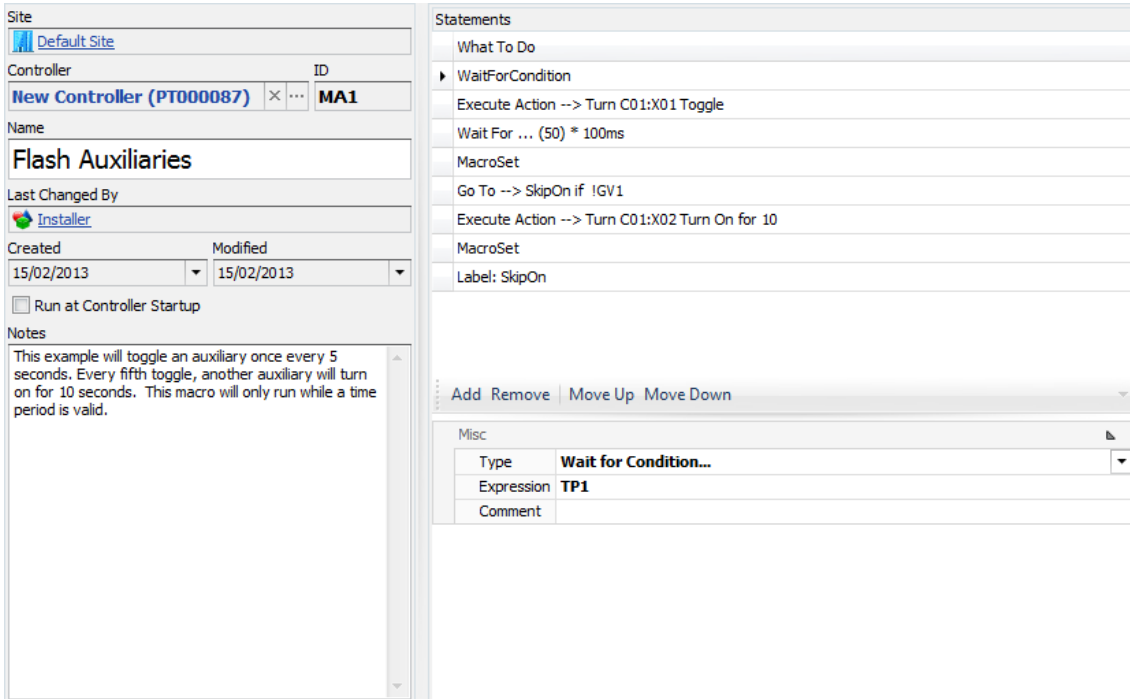 Site
Default Site
Controller
ID
New Controller (PT000087)
MA1
Name
Flash Auxiliaries
Last Changed By
Installer
Created
Modified
15/02/2013
15/02/2013
Run at Controller Startup
Notes
This example will toggle an auxiliary once every 5
seconds. Every fifth toggle, another auxiliary will turn
on for 10 seconds.  This macro will only run while a time
period is valid.
Statements
What To Do
WaitForCondition
Execute Action --> Turn C01:X01 Toggle
Wait For ... (50) * 100ms
MacroSet
Go To --> SkipOn if  !GV1
Execute Action --> Turn C01:X02 Turn On for 10
MacroSet
Label: SkipOn
Add Remove Move Up Move Down
Misc
Type Wait for Condition...
Expression TP1
Comment